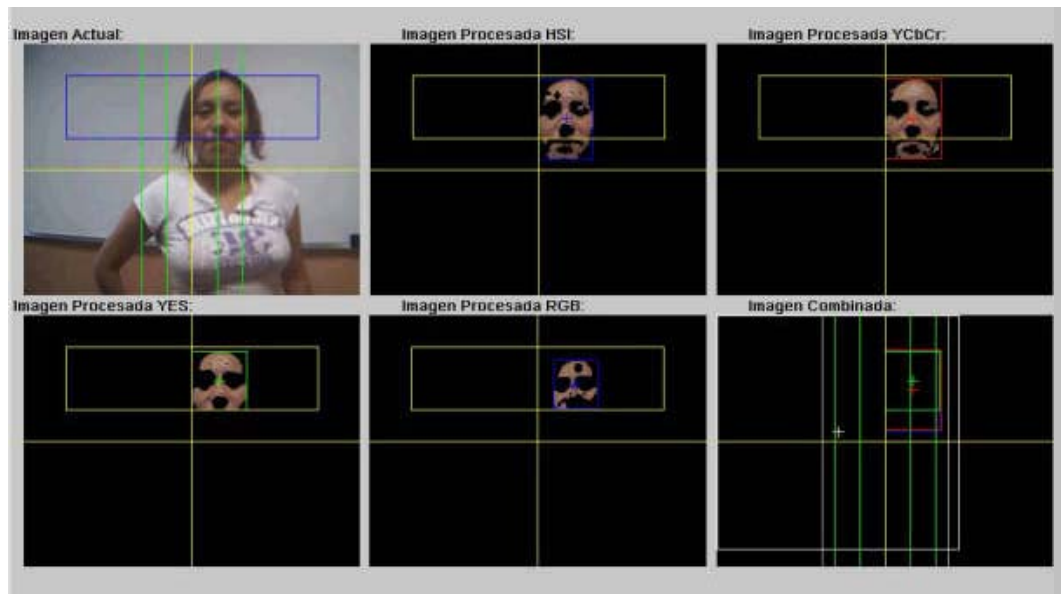 Imagen Actual:
Imagen Procesada HSI:
Imagen Procesada YCbCr:
Imagen Procesada YES:
Imagen Procesada RGB:
Imagen Combinada: